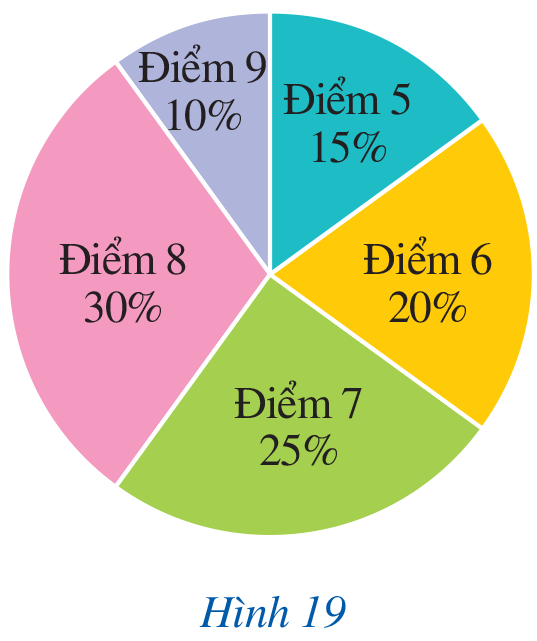 Điểm 9
10%
Điểm 5
15%
Điểm 8
30%
Điểm 6
20%
Điểm 7
25%
Hình 19